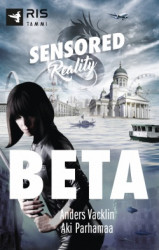 RIS
TAMMI
SENSORED
Reality
BETA
Anders Vacklin
Aki Parhamaa